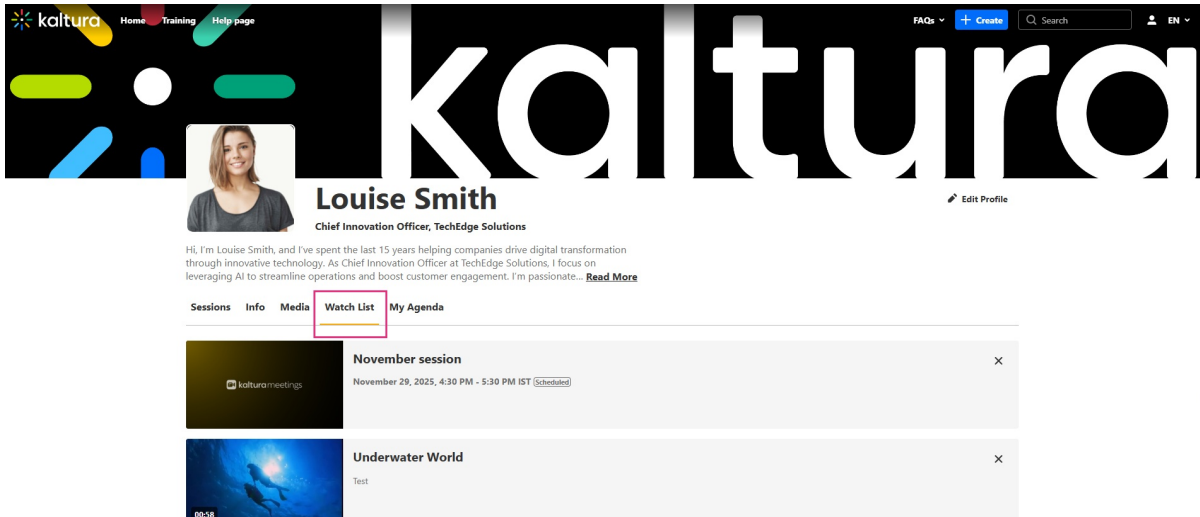 kaltura Home Training Help page FAQs + Create Search EN
kaltura
Louise Smith
Edit Profile
Chief Innovation Officer, TechEdge Solutions
Hi, I'm Louise Smith, and I've spent the last 15 years helping companies drive digital transformation
through innovative technology. As Chief Innovation Officer at TechEdge Solutions, I focus on
leveraging AI to streamline operations and boost customer engagement. I'm passionate... Read More
Sessions Info Media Watch List My Agenda
November session
November 29, 2025, 4:30 PM - 5:30 PM IST Scheduled
kaltura meetings
Underwater World
Test
00:58